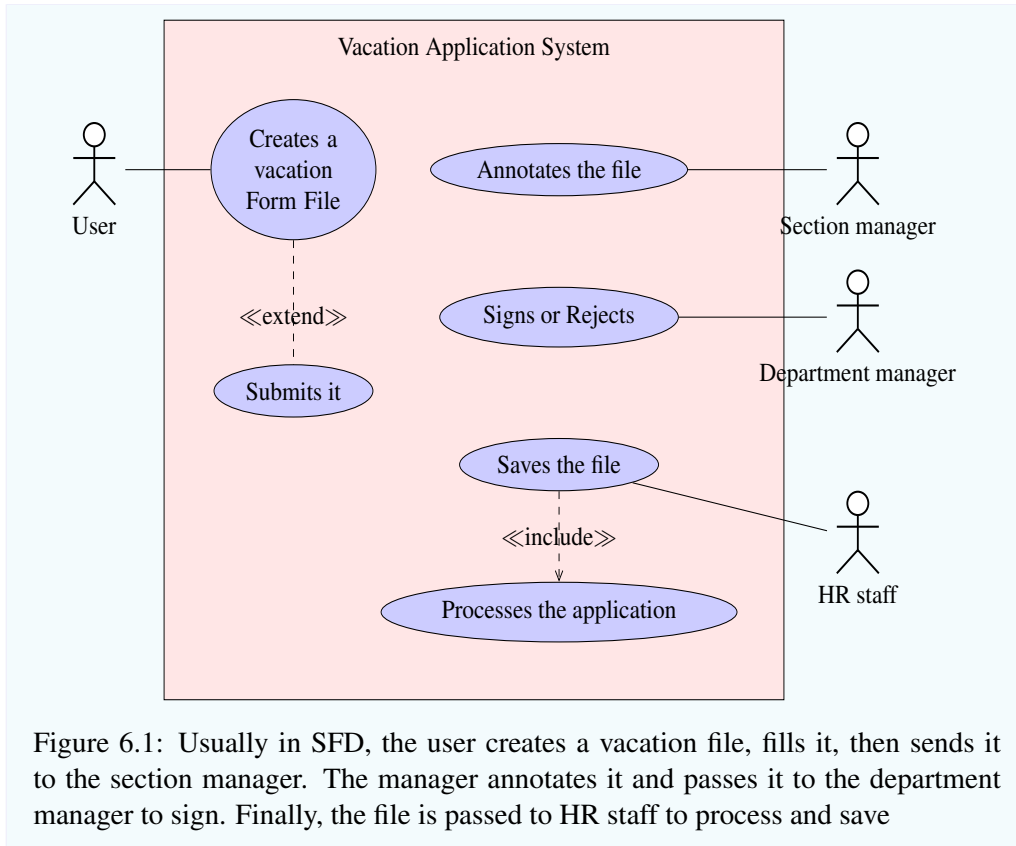 Vacation Application System
Creates a
vacation
Form File
Annotates the file
User
Section manager
≪extend≫
Signs or Rejects
Department manager
Submits it
Saves the file
≪include≫
HR staff
Processes the application
Figure 6.1: Usually in SFD, the user creates a vacation file, fills it, then sends it
to the section manager. The manager annotates it and passes it to the department
manager to sign. Finally, the file is passed to HR staff to process and save